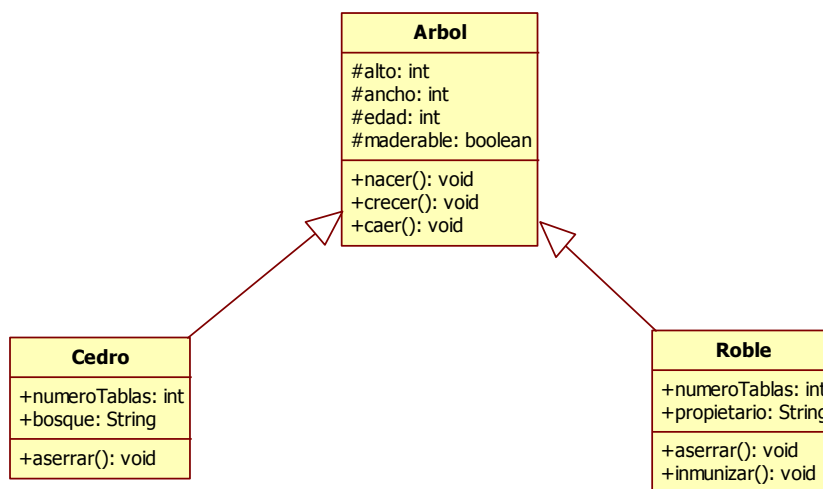 Arbol
#alto: int
#ancho: int
#edad: int
#maderable: boolean
+nacer(): void
+crecer(): void
+caer(): void
Cedro
+numeroTablas: int
+bosque: String
+aserrar(): void
Roble
+numeroTablas: int
+propietario: String
+aserrar(): void
+inmunizar(): void